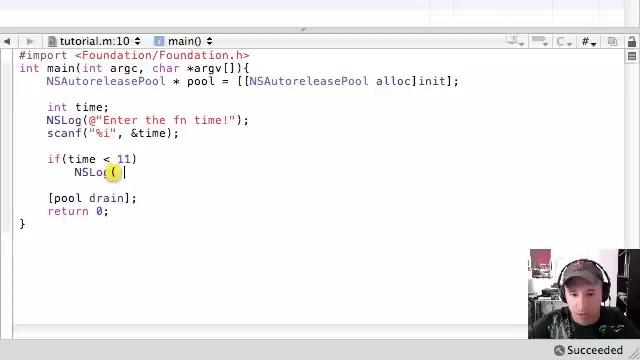 tutorial.m:10 main() C #
#import <Foundation/Foundation.h>
int main(int argc, char *argv[]){
NSAutoreleasePool * pool = [[NSAutoreleasePool alloc]init];
int time;
NSLog(@"Enter the fn time!");
scanf("%i", &time);
if(time < 11)
NSLog(
[pool drain];
return 0;
}
Succeeded